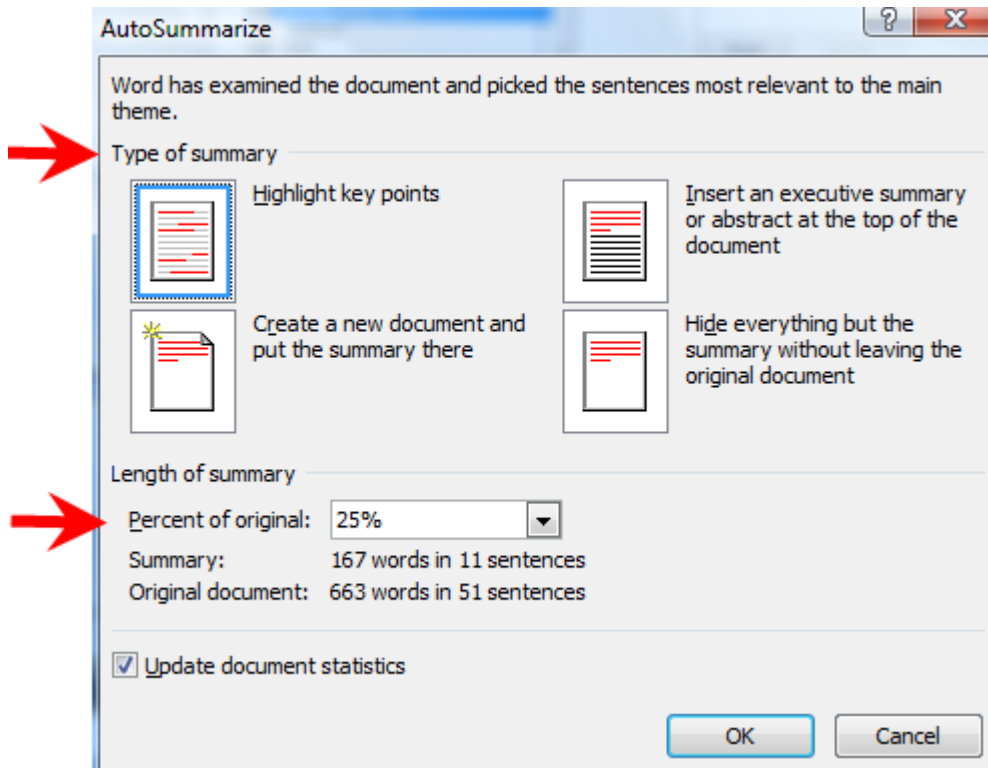 AutoSummarize
?
X
Word has examined the document and picked the sentences most relevant to the main
theme.
Type of summary
Highlight key points
Insert an executive summary
or abstract at the top of the
document
Create a new document and
put the summary there
Hide everything but the
summary without leaving the
original document
Length of summary
Percent of original: 25%
Summary: 167 words in 11 sentences
Original document: 663 words in 51 sentences
Update document statistics
OK
Cancel